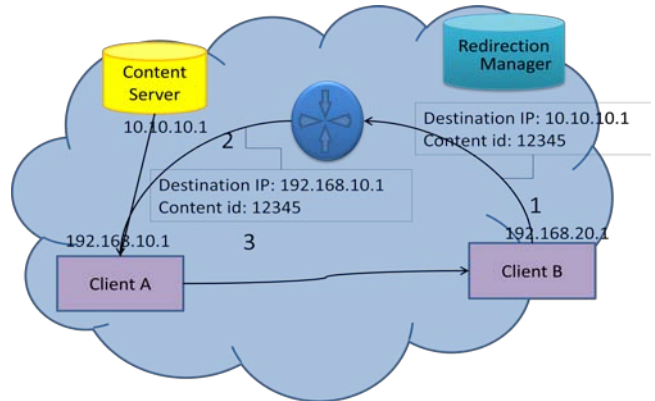 Content
Server
Redirection
Manager
10.10.10.1
Destination IP: 10.10.10.1
Content id: 12345
2
Destination IP: 192.168.10.1
Content id: 12345
1
192.168.10.1
3
192.168.20.1
Client A
Client B